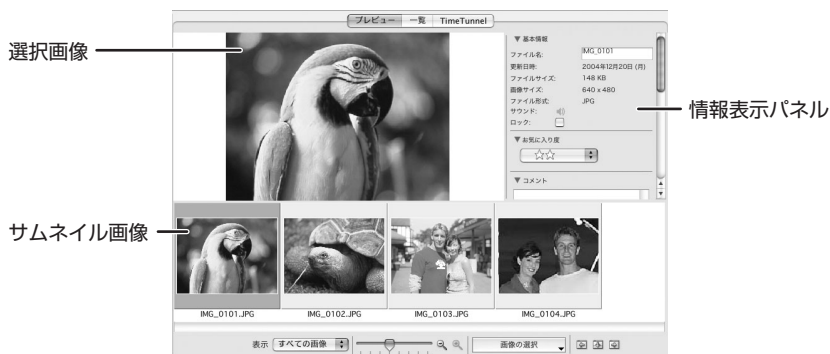 プレビュー 一覧 TimeTunnel
選択画像
▼ 基本情報
ファイル名: IMG_0101
更新日時: 2004年12月20日 (月)
ファイルサイズ: 148 KB
画像サイズ: 640 x 480
ファイル形式: JPG
サウンド:
ロック:
情報表示パネル
▼ お気に入り度
☆☆
▼ コメント
サムネイル画像
IMG_0101.JPG IMG_0102.JPG IMG_0103.JPG IMG_0104.JPG
表示 すべての画像 画像の選択